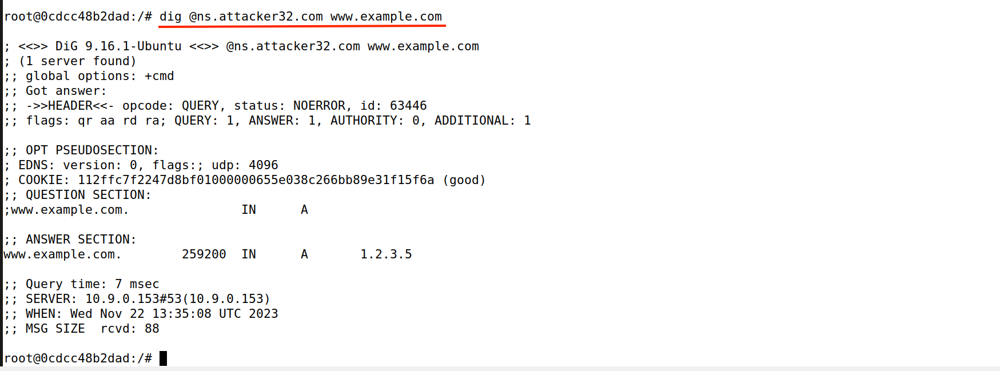 root@0cdcc48b2dad:/# dig @ns.attacker32.com www.example.com
; <<>> DiG 9.16.1-Ubuntu <<>> @ns.attacker32.com www.example.com
; (1 server found)
;; global options: +cmd
;; Got answer:
;; ->>HEADER<<- opcode: QUERY, status: NOERROR, id: 63446
;; flags: qr aa rd ra; QUERY: 1, ANSWER: 1, AUTHORITY: 0, ADDITIONAL: 1
;; OPT PSEUDOSECTION:
; EDNS: version: 0, flags:; udp: 4096
; COOKIE: 112ffc7f2247d8bf01000000655e038c266bb89e31f15f6a (good)
;; QUESTION SECTION:
;www.example.com. IN A
;; ANSWER SECTION:
www.example.com. 259200 IN A 1.2.3.5
;; Query time: 7 msec
;; SERVER: 10.9.0.153#53(10.9.0.153)
;; WHEN: Wed Nov 22 13:35:08 UTC 2023
;; MSG SIZE  rcvd: 88
root@0cdcc48b2dad:/#